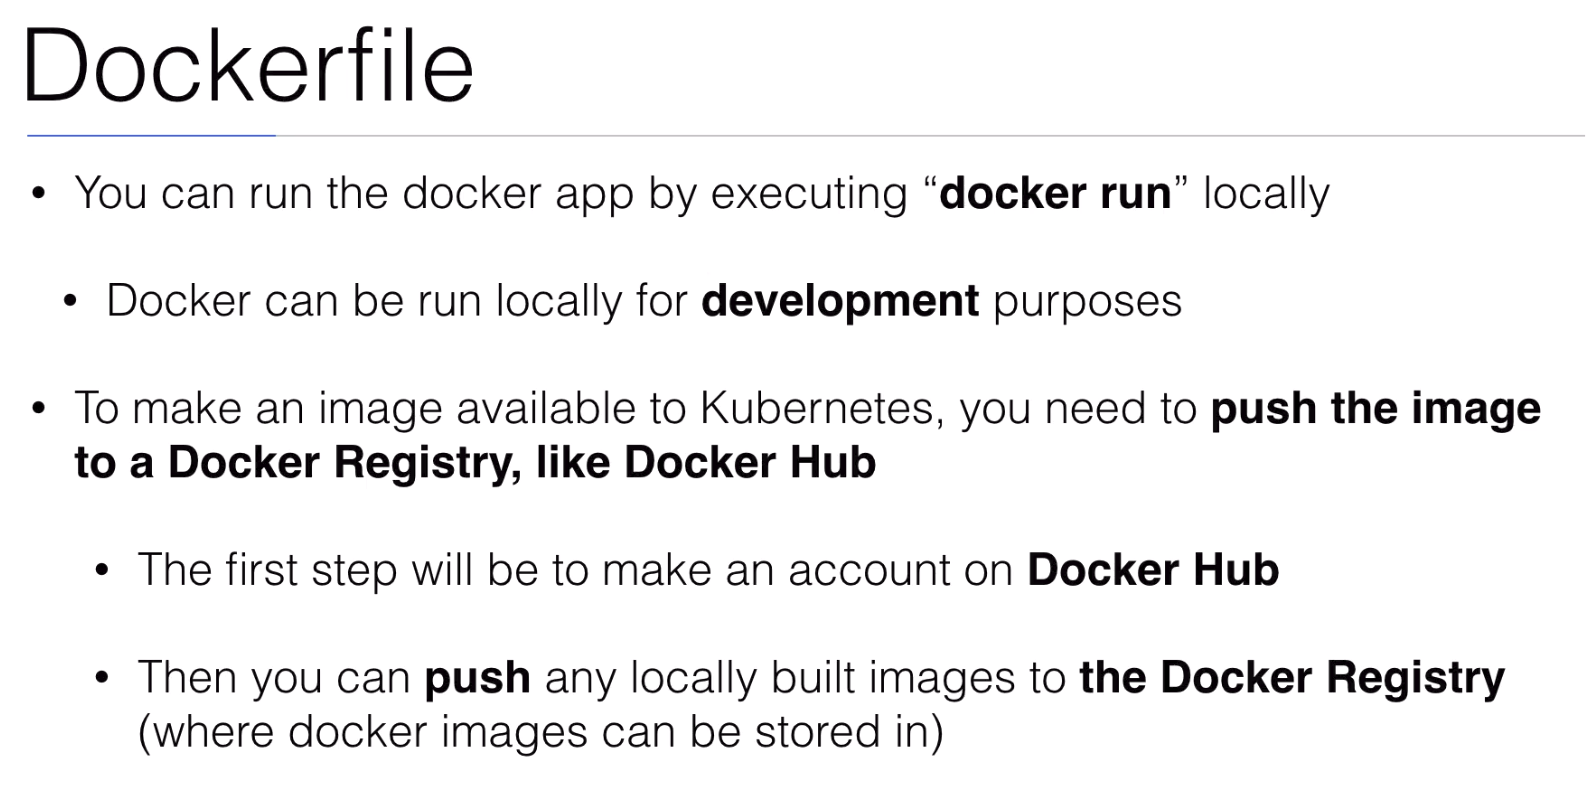 Dockerfile
• You can run the docker app by executing “docker run” locally
• Docker can be run locally for development purposes
• To make an image available to Kubernetes, you need to push the image
to a Docker Registry, like Docker Hub
• The first step will be to make an account on Docker Hub
• Then you can push any locally built images to the Docker Registry
(where docker images can be stored in)